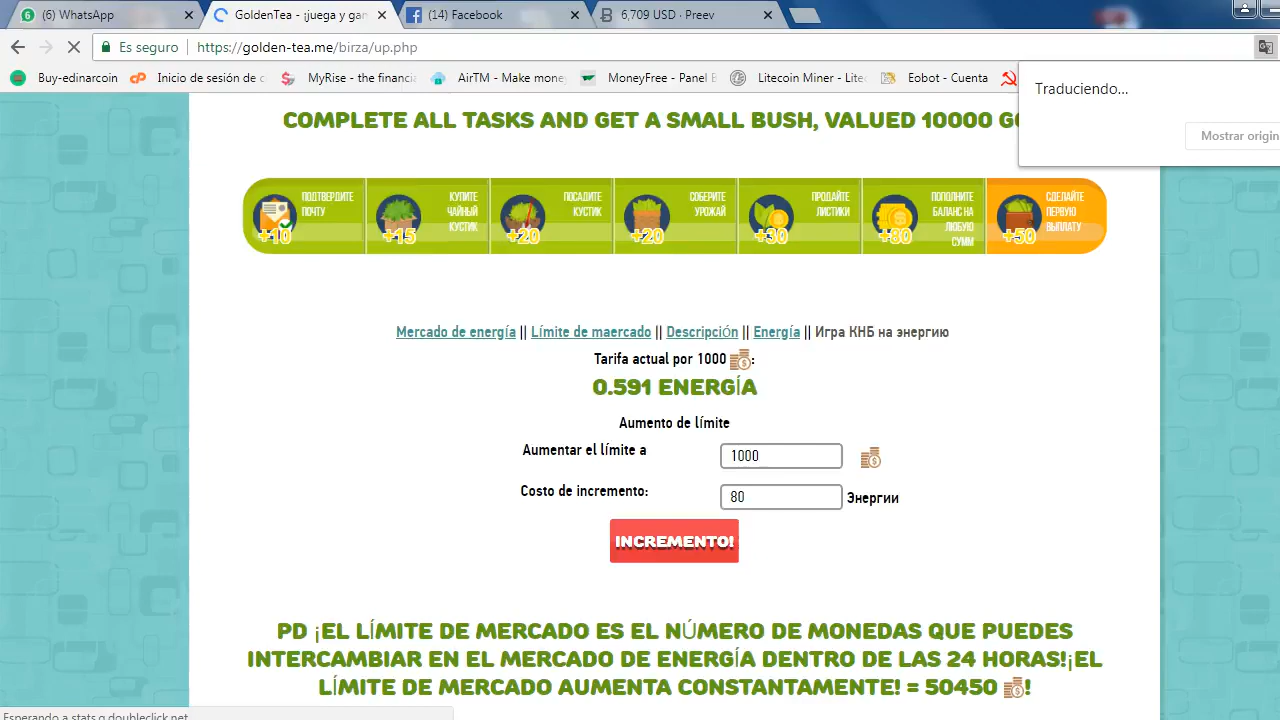 (6) WhatsApp
GoldenTea - ¡juega y gan
(14) Facebook
6,709 USD · Preev
Es seguro
https://golden-tea.me/birza/up.php
Buy-edinarcoin
Inicio de sesión de c
MyRise - the financia
AirTM - Make mone
MoneyFree - Panel B
Litecoin Miner - Lite
Eobot - Cuenta
Traduciendo...
Mostrar origin
COMPLETE ALL TASKS AND GET A SMALL BUSH, VALUED 10000 G
ПОДТВЕРДИТЕ
ПОЧТУ
+10
КУПИТЕ
ЧАЙНЫЙ
КУСТИК
+15
ПОСАДИТЕ
КУСТИК
+20
СОБЕРИТЕ
УРОЖАЙ
+20
ПРОДАЙТЕ
ЛИСТИКИ
+30
ПОПОЛНИТЕ
БАЛАНС НА
ЛЮБУЮ
СУММ
+80
СДЕЛАЙТЕ
ПЕРВУЮ
ВЫПЛАТУ
+50
Mercado de energía || Límite de maercado || Descripción || Energía || Игра КНБ на энергию
Tarifa actual por 1000 :
0.591 ENERGÍA
Aumento de límite
Aumentar el límite a 1000
Costo de incremento: 80 Энергии
INCREMENTO!
PD ¡EL LÍMITE DE MERCADO ES EL NÚMERO DE MONEDAS QUE PUEDES
INTERCAMBIAR EN EL MERCADO DE ENERGÍA DENTRO DE LAS 24 HORAS!¡EL
LÍMITE DE MERCADO AUMENTA CONSTANTEMENTE! = 50450 !
Esperando a stats.g.doubleclick.net